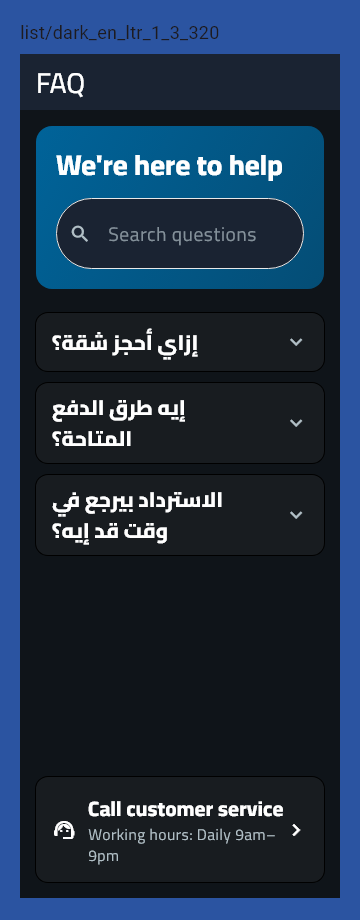 list/dark_en_ltr_1_3_320
FAQ
We're here to help
Search questions
إزاي أحجز شقة؟
إيه طرق الدفع
المتاحة؟
الاسترداد بيرجع في
وقت قد إيه؟
Call customer service
Working hours: Daily 9am–
9pm